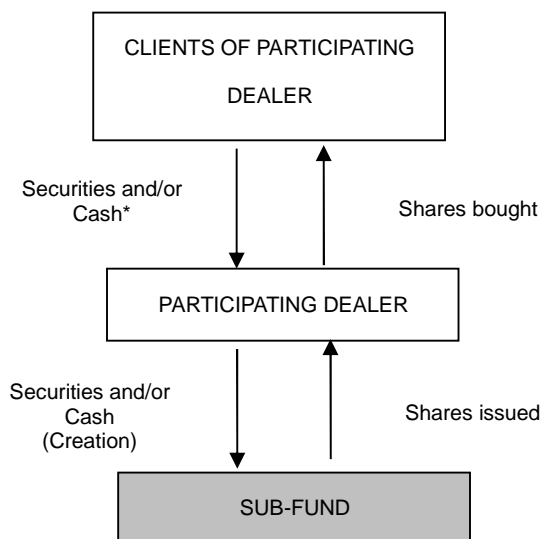 CLIENTS OF PARTICIPATING
DEALER
Securities and/or
Cash*
Shares bought
PARTICIPATING DEALER
Securities and/or
Cash
(Creation)
Shares issued
SUB-FUND